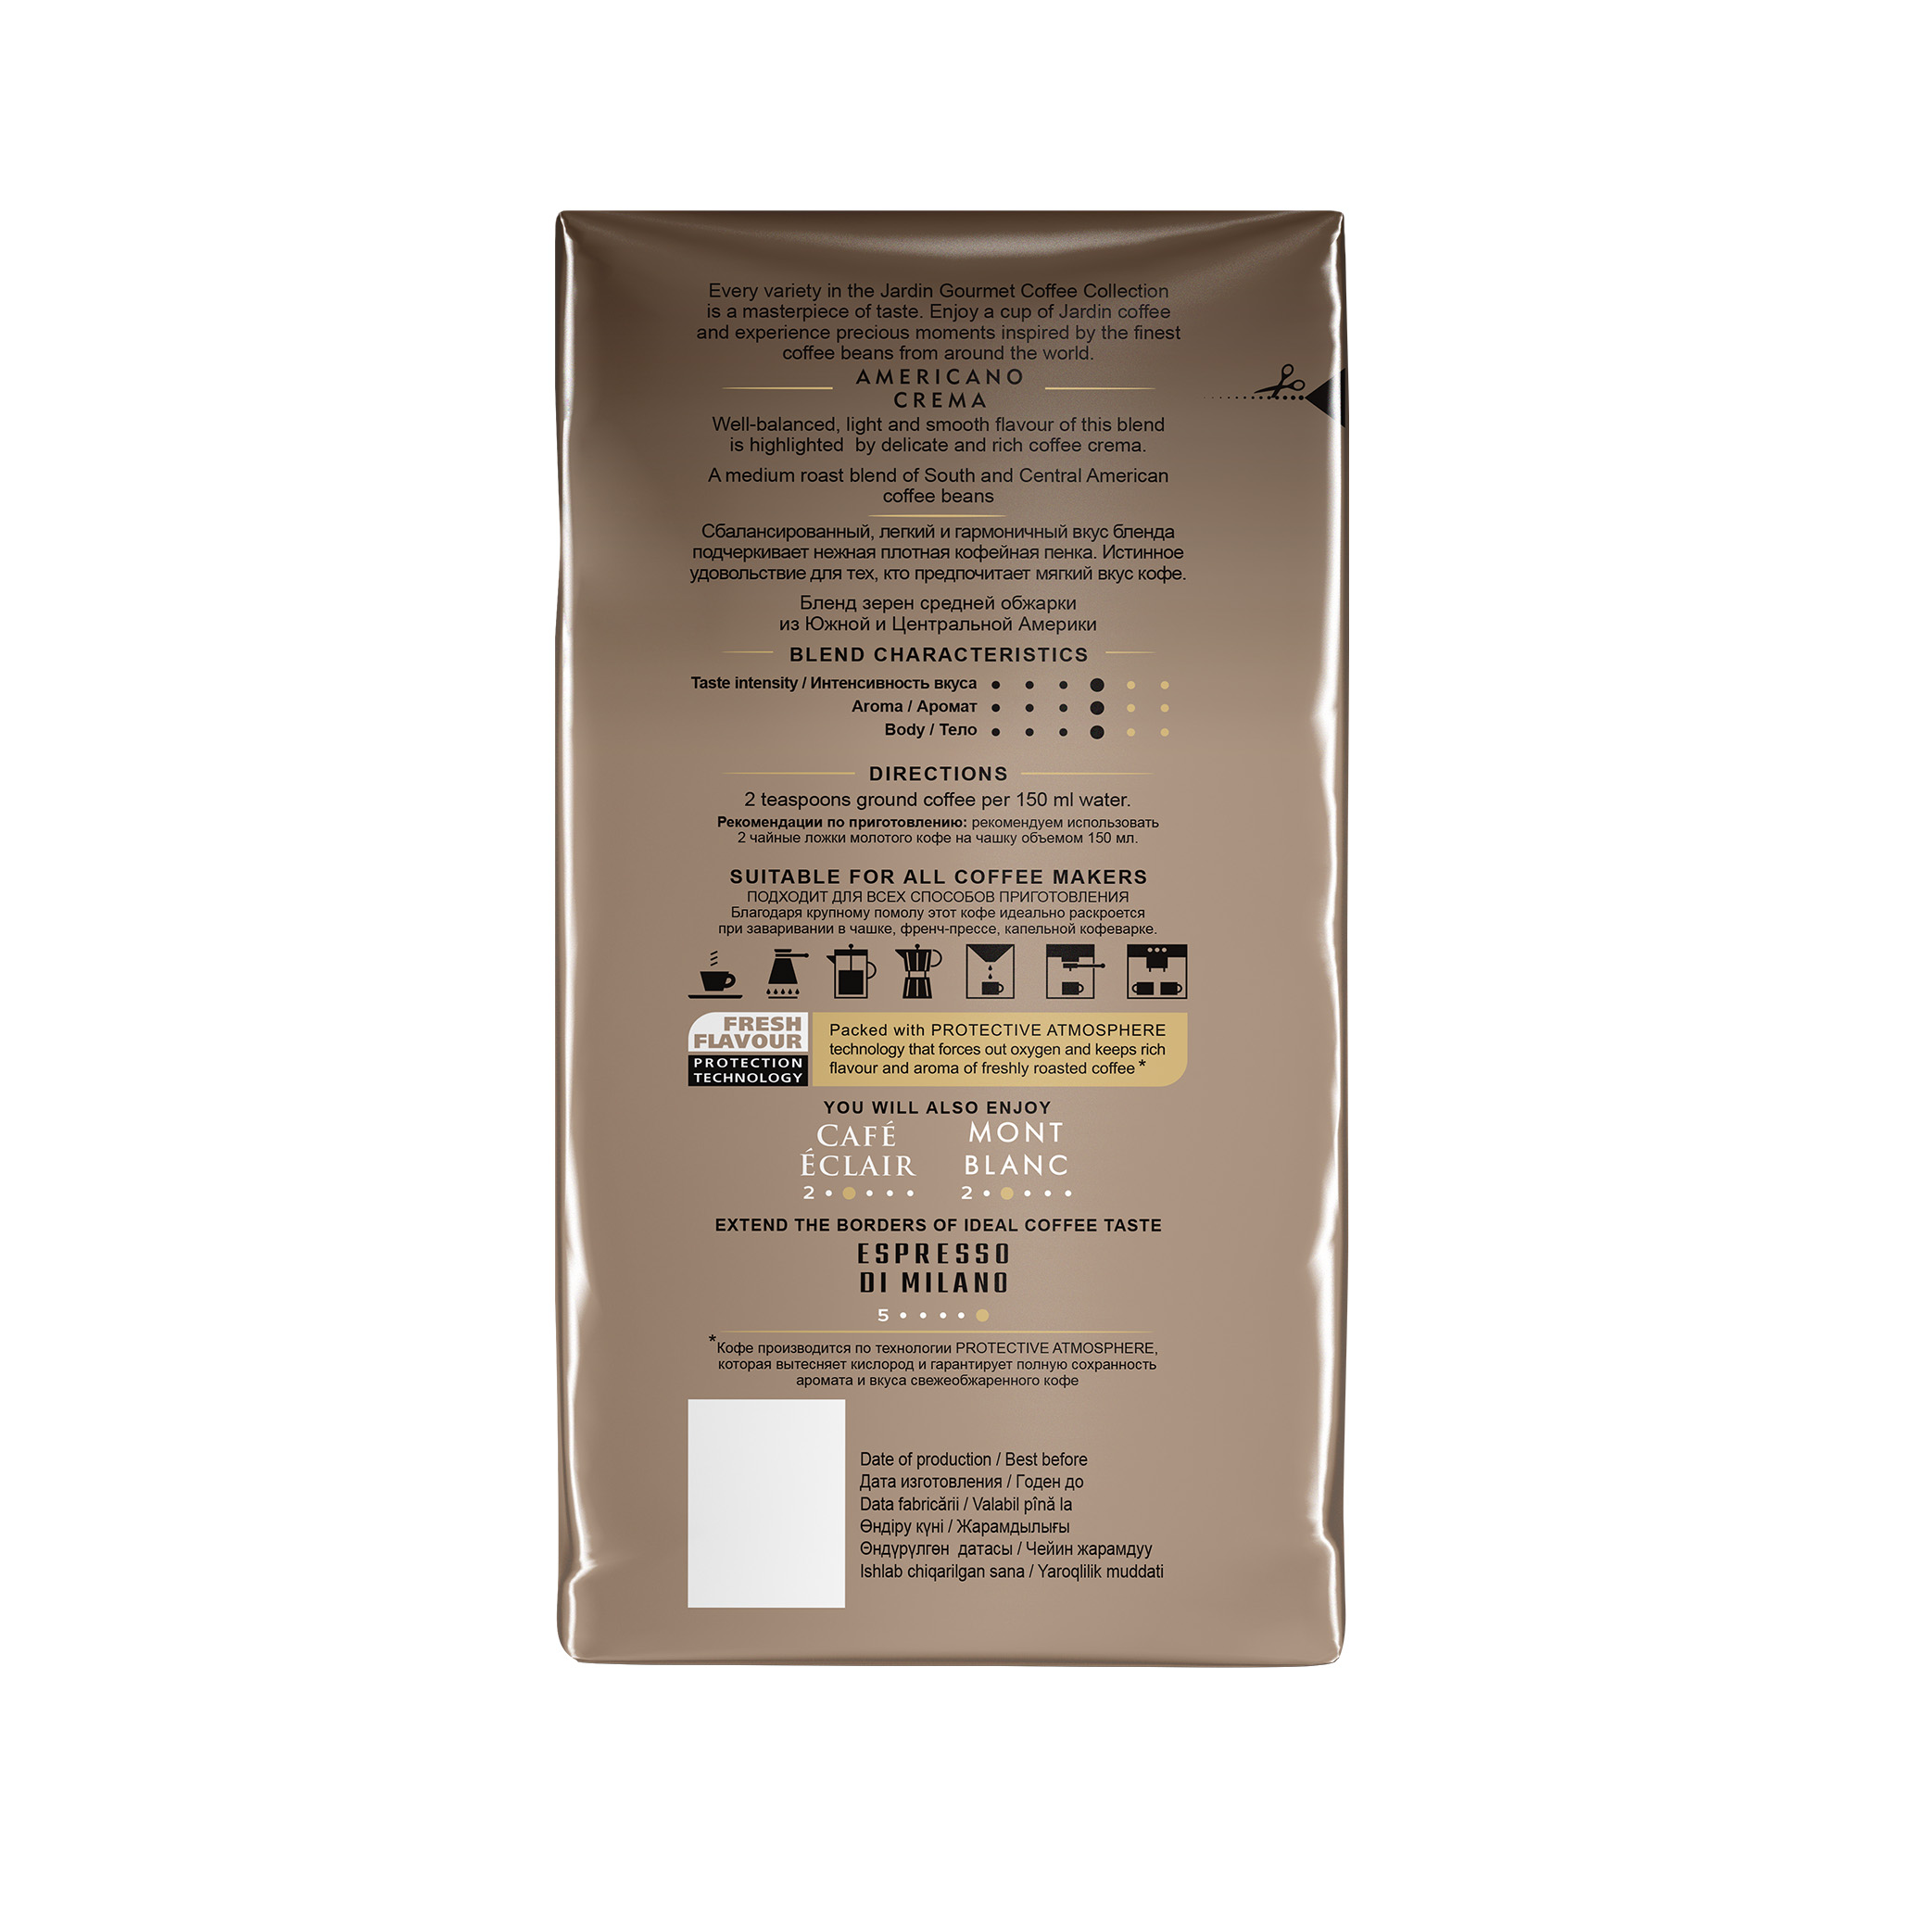 Every variety in the Jardin Gourmet Coffee Collection
is a masterpiece of taste. Enjoy a cup of Jardin coffee
and experience precious moments inspired by the finest
coffee beans from around the world.
AMERICANO
CREMA
Well-balanced, light and smooth flavour of this blend
is highlighted by delicate and rich coffee crema.
A medium roast blend of South and Central American
coffee beans
Сбалансированный, легкий и гармоничный вкус бленда
подчеркивает нежная плотная кофейная пенка. Истинное
удовольствие для тех, кто предпочитает мягкий вкус кофе.
Бленд зерен средней обжарки
из Южной и Центральной Америки
BLEND CHARACTERISTICS
Taste intensity / Интенсивность вкуса
Aroma / Аромат
Body / Тело
DIRECTIONS
2 teaspoons ground coffee per 150 ml water.
Рекомендации по приготовлению: рекомендуем использовать
2 чайные ложки молотого кофе на чашку объемом 150 мл.
SUITABLE FOR ALL COFFEE MAKERS
ПОДХОДИТ ДЛЯ ВСЕХ СПОСОБОВ ПРИГОТОВЛЕНИЯ
Благодаря крупному помолу этот кофе идеально раскроется
при заваривании в чашке, френч-прессе, капельной кофеварке.
FRESH
FLAVOUR
PROTECTION
TECHNOLOGY
Packed with PROTECTIVE ATMOSPHERE
technology that forces out oxygen and keeps rich
flavour and aroma of freshly roasted coffee *
YOU WILL ALSO ENJOY
CAFÉ
ÉCLAIR
2
MONT
BLANC
2
EXTEND THE BORDERS OF IDEAL COFFEE TASTE
ESPRESSO
DI MILANO
5
*Кофе производится по технологии PROTECTIVE ATMOSPHERE,
которая вытесняет кислород и гарантирует полную сохранность
аромата и вкуса свежеобжаренного кофе
Date of production / Best before
Дата изготовления / Годен до
Data fabricării / Valabil pînă la
Өндіру күні / Жарамдылығы
Өндүрүлгөн датасы / Чейин жарамдуу
Ishlab chiqarilgan sana / Yaroqlilik muddati